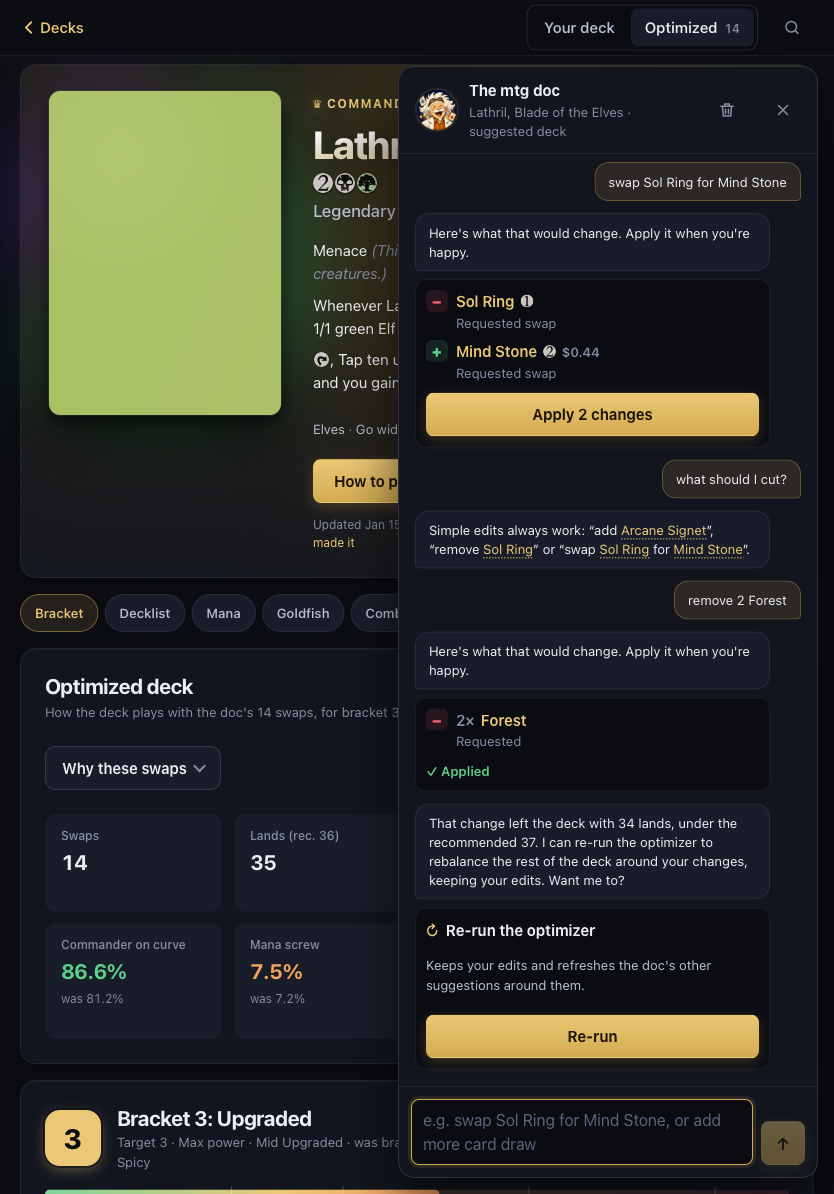 Decks
Your deck
Optimized 14
COMMAND
Lathr
2
Legendary
Menace (Thi
creatures.)
Whenever La
1/1 green Elf
, Tap ten u
and you gain
Elves · Go wid
How to p
Updated Jan 15
made it
Bracket
Decklist
Mana
Goldfish
Comb
Optimized deck
How the deck plays with the doc's 14 swaps, for bracket 3
Why these swaps
Swaps
14
Lands (rec. 36)
35
Commander on curve
86.6%
was 81.2%
Mana screw
7.5%
was 7.2%
3
Bracket 3: Upgraded
Target 3 · Max power · Mid Upgraded · was bra
Spicy
The mtg doc
Lathril, Blade of the Elves ·
suggested deck
swap Sol Ring for Mind Stone
Here's what that would change. Apply it when you're
happy.
− Sol Ring 1
Requested swap
+ Mind Stone 2 $0.44
Requested swap
Apply 2 changes
what should I cut?
Simple edits always work: “add Arcane Signet”,
“remove Sol Ring” or “swap Sol Ring for Mind Stone”.
remove 2 Forest
Here's what that would change. Apply it when you're
happy.
− 2× Forest
Requested
✓ Applied
That change left the deck with 34 lands, under the
recommended 37. I can re-run the optimizer to
rebalance the rest of the deck around your changes,
keeping your edits. Want me to?
Re-run the optimizer
Keeps your edits and refreshes the doc's other
suggestions around them.
Re-run
e.g. swap Sol Ring for Mind Stone, or add
more card draw